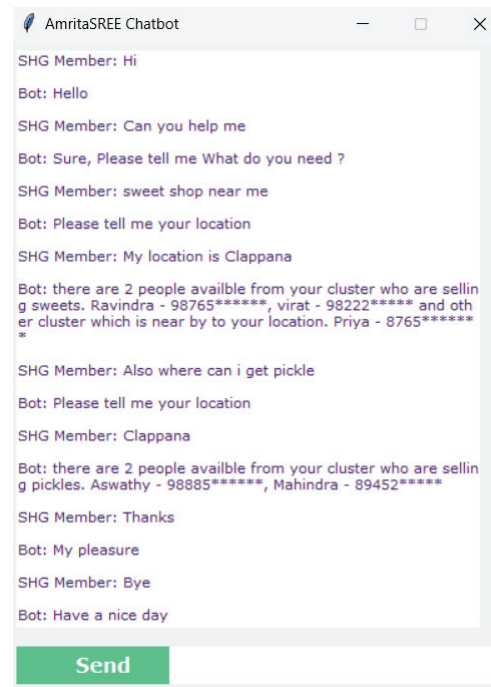 AmritaSREE Chatbot
SHG Member: Hi
Bot: Hello
SHG Member: Can you help me
Bot: Sure, Please tell me What do you need ?
SHG Member: sweet shop near me
Bot: Please tell me your location
SHG Member: My location is Clappana
Bot: there are 2 people availble from your cluster who are sellin
g sweets. Ravindra - 98765******, virat - 98222***** and oth
er cluster which is near by to your location. Priya - 8765******
*
SHG Member: Also where can i get pickle
Bot: Please tell me your location
SHG Member: Clappana
Bot: there are 2 people availble from your cluster who are sellin
g pickles. Aswathy - 98885******, Mahindra - 89452*****
SHG Member: Thanks
Bot: My pleasure
SHG Member: Bye
Bot: Have a nice day
Send